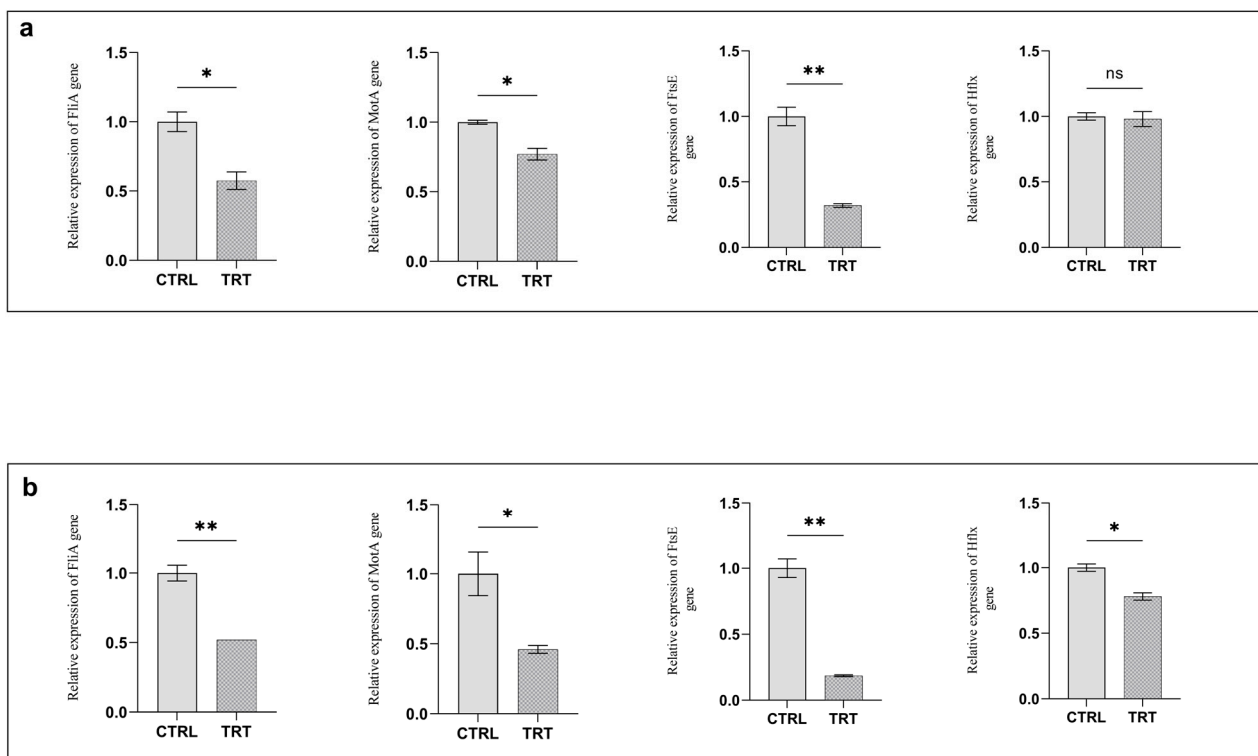 a
Relative expression of FliA gene
1.5
1.0
0.5
0.0
*
CTRL TRT
Relative expression of MotA gene
1.5
1.0
0.5
0.0
*
CTRL TRT
Relative expression of FtsE
gene
1.5
1.0
0.5
0.0
**
CTRL TRT
Relative expression of Hflx
gene
1.5
1.0
0.5
0.0
ns
CTRL TRT
b
Relative expression of FliA gene
1.5
1.0
0.5
0.0
**
CTRL TRT
Relative expression of MotA gene
1.5
1.0
0.5
0.0
*
CTRL TRT
Relative expression of FtsE
gene
1.5
1.0
0.5
0.0
**
CTRL TRT
Relative expression of Hflx
gene
1.5
1.0
0.5
0.0
*
CTRL TRT